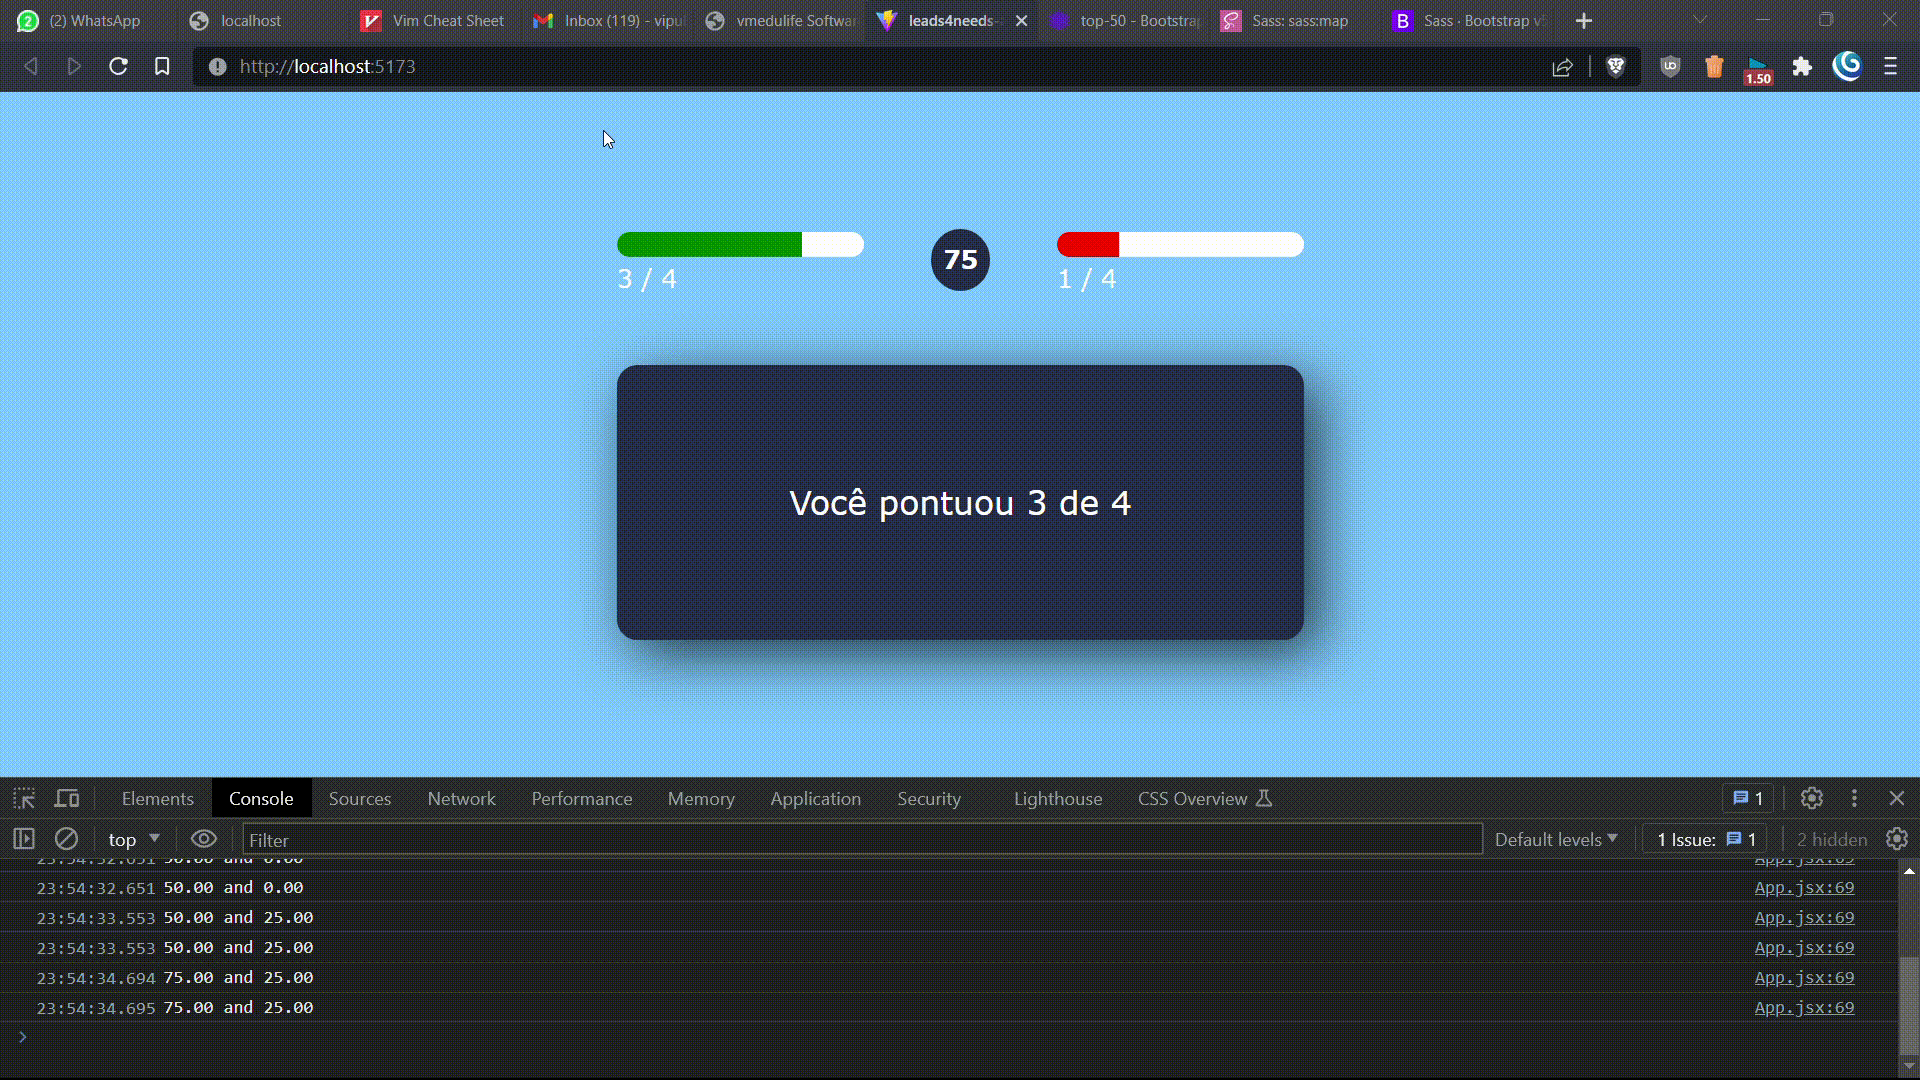 (2) WhatsApp
localhost
Vim Cheat Sheet
Inbox (119) - vipu
vmedulife Softwar
leads4needs-
top-50 - Bootstra
Sass: sass:map
Sass · Bootstrap v5
http://localhost:5173
1.50
3 / 4
75
1 / 4
Você pontuou 3 de 4
Elements
Console
Sources
Network
Performance
Memory
Application
Security
Lighthouse
CSS Overview
1
top
Filter
Default levels
1 Issue: 1
2 hidden
23:54:32.651 50.00 and 0.00 App.jsx:69
23:54:32.651 50.00 and 0.00 App.jsx:69
23:54:33.553 50.00 and 25.00 App.jsx:69
23:54:33.553 50.00 and 25.00 App.jsx:69
23:54:34.694 75.00 and 25.00 App.jsx:69
23:54:34.695 75.00 and 25.00 App.jsx:69